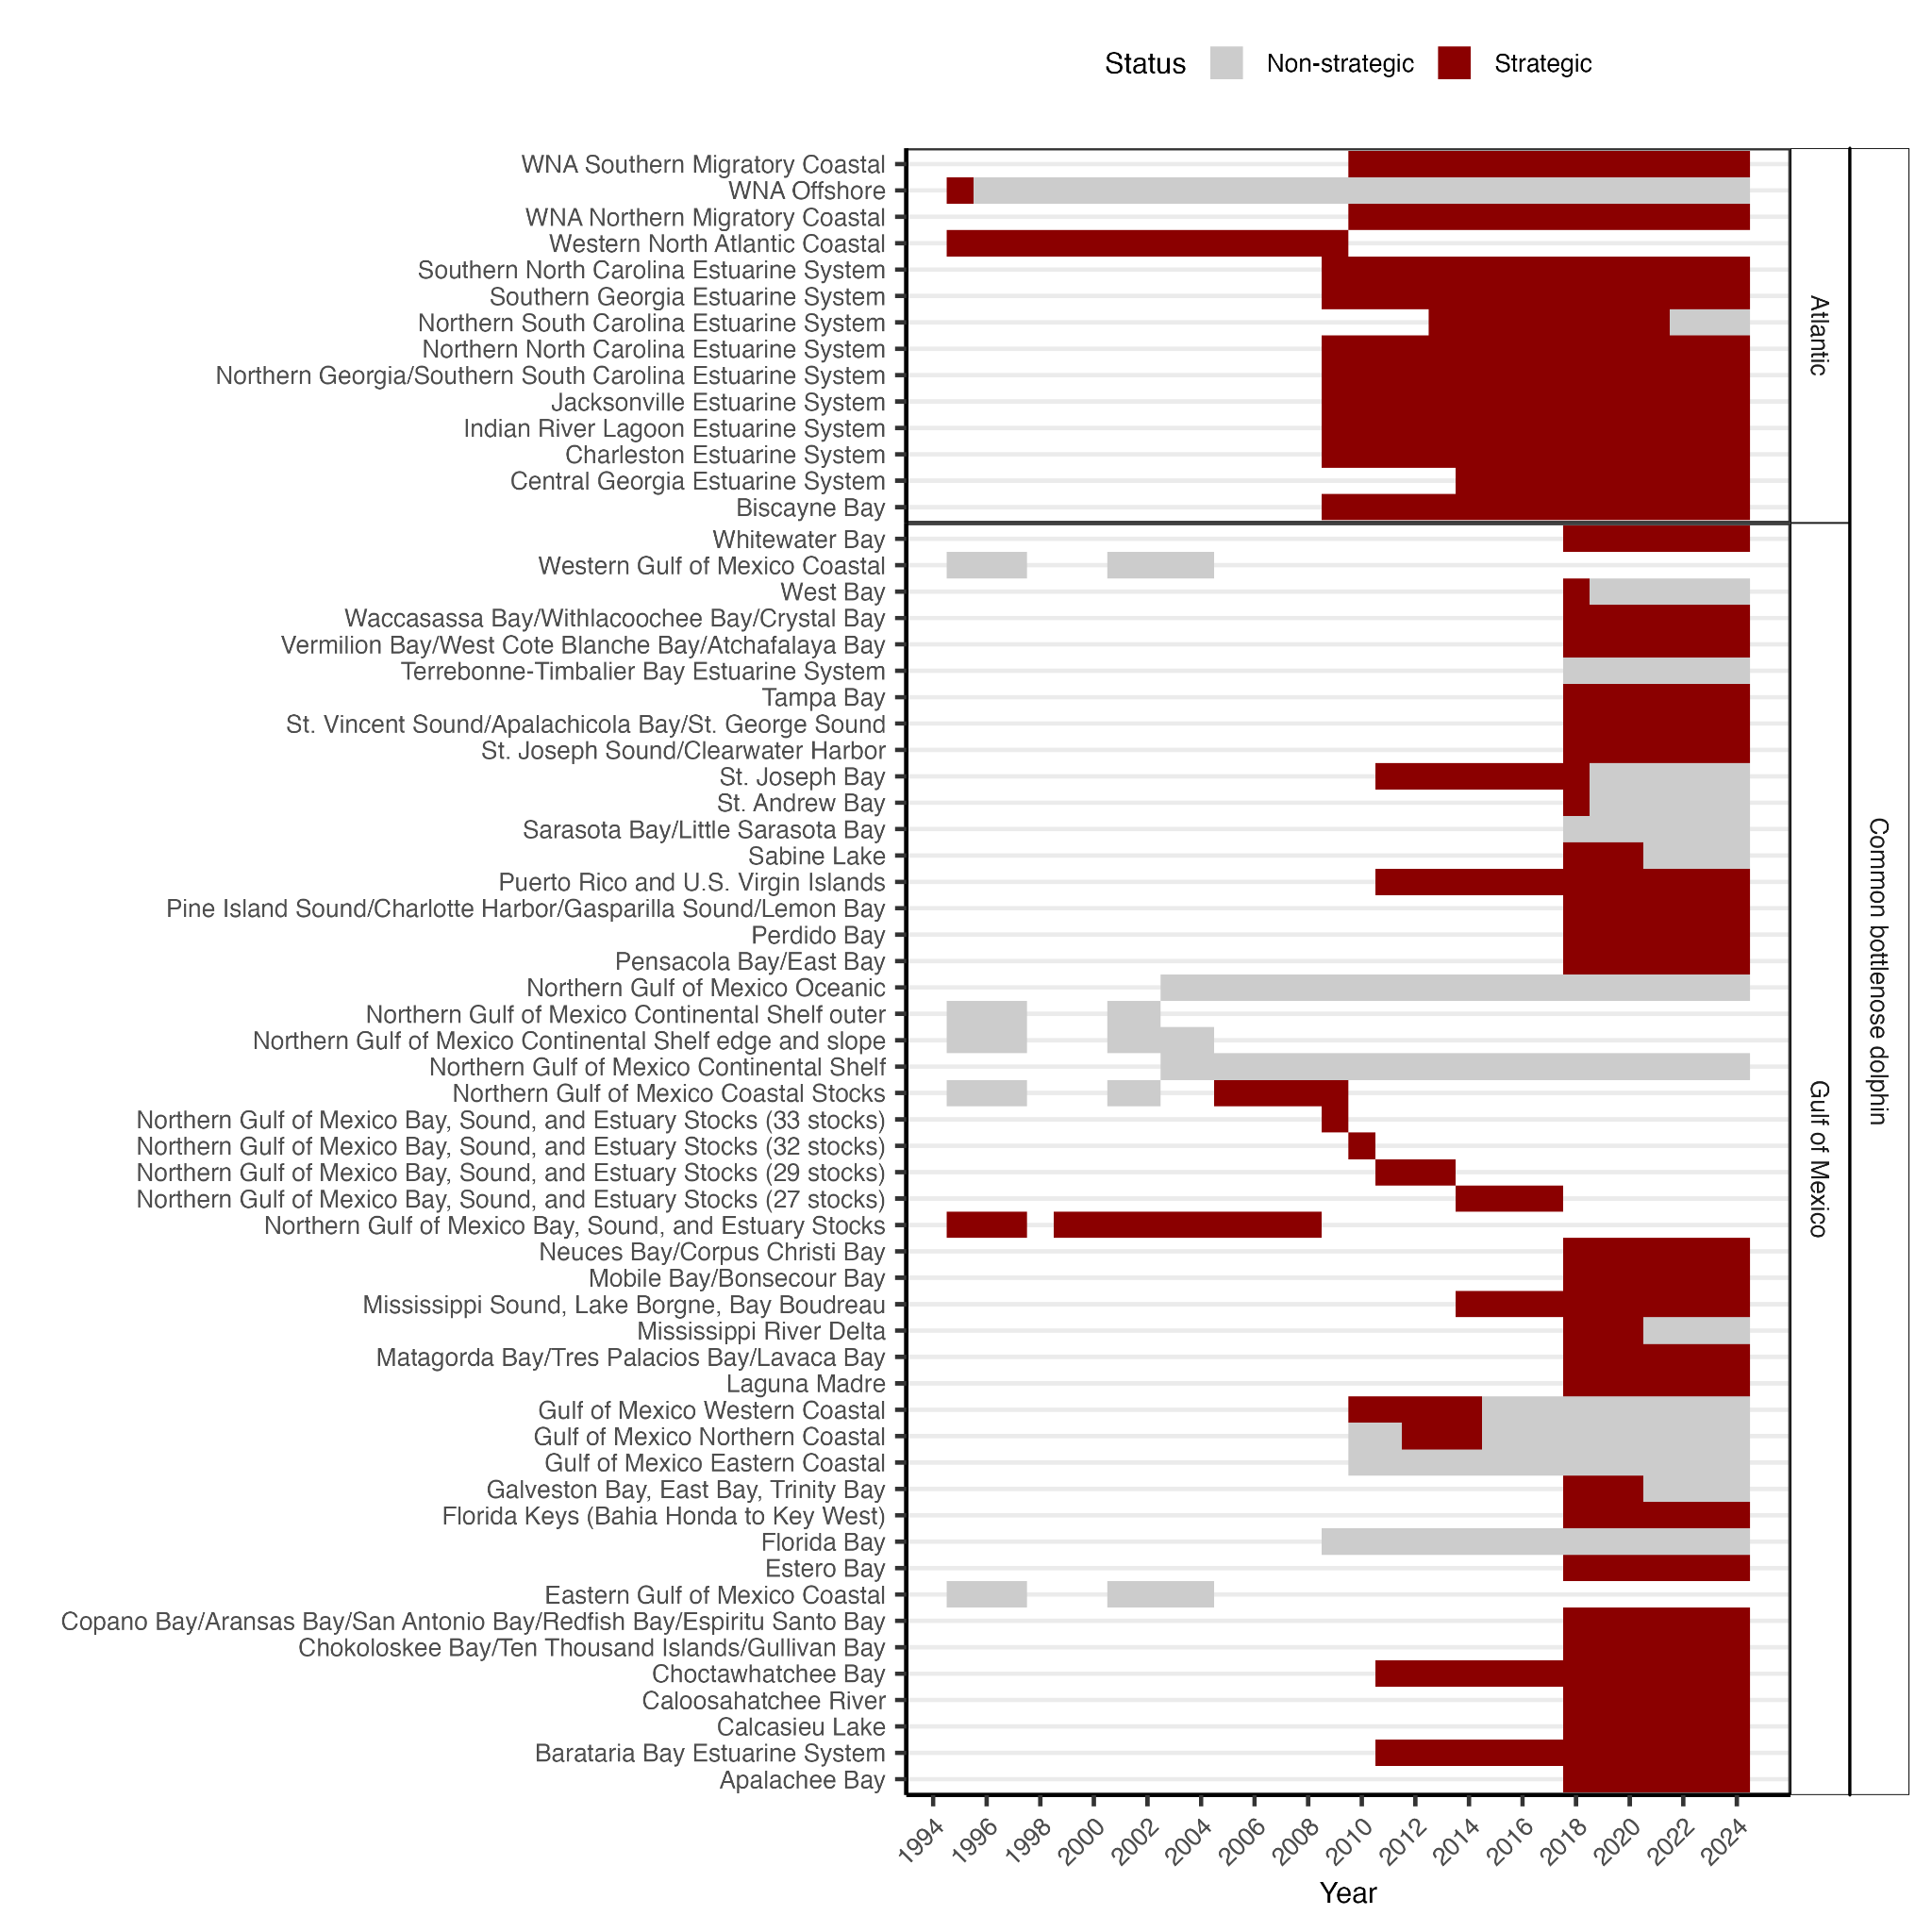 Status Non-strategic Strategic
WNA Southern Migratory Coastal
WNA Offshore
WNA Northern Migratory Coastal
Western North Atlantic Coastal
Southern North Carolina Estuarine System
Southern Georgia Estuarine System
Northern South Carolina Estuarine System
Northern North Carolina Estuarine System
Northern Georgia/Southern South Carolina Estuarine System
Jacksonville Estuarine System
Indian River Lagoon Estuarine System
Charleston Estuarine System
Central Georgia Estuarine System
Biscayne Bay
Atlantic
Whitewater Bay
Western Gulf of Mexico Coastal
West Bay
Waccasassa Bay/Withlacoochee Bay/Crystal Bay
Vermilion Bay/West Cote Blanche Bay/Atchafalaya Bay
Terrebonne-Timbalier Bay Estuarine System
Tampa Bay
St. Vincent Sound/Apalachicola Bay/St. George Sound
St. Joseph Sound/Clearwater Harbor
St. Joseph Bay
St. Andrew Bay
Sarasota Bay/Little Sarasota Bay
Sabine Lake
Puerto Rico and U.S. Virgin Islands
Pine Island Sound/Charlotte Harbor/Gasparilla Sound/Lemon Bay
Perdido Bay
Pensacola Bay/East Bay
Northern Gulf of Mexico Oceanic
Northern Gulf of Mexico Continental Shelf outer
Northern Gulf of Mexico Continental Shelf edge and slope
Northern Gulf of Mexico Continental Shelf
Northern Gulf of Mexico Coastal Stocks
Northern Gulf of Mexico Bay, Sound, and Estuary Stocks (33 stocks)
Northern Gulf of Mexico Bay, Sound, and Estuary Stocks (32 stocks)
Northern Gulf of Mexico Bay, Sound, and Estuary Stocks (29 stocks)
Northern Gulf of Mexico Bay, Sound, and Estuary Stocks (27 stocks)
Northern Gulf of Mexico Bay, Sound, and Estuary Stocks
Neuces Bay/Corpus Christi Bay
Mobile Bay/Bonsecour Bay
Mississippi Sound, Lake Borgne, Bay Boudreau
Mississippi River Delta
Matagorda Bay/Tres Palacios Bay/Lavaca Bay
Laguna Madre
Gulf of Mexico Western Coastal
Gulf of Mexico Northern Coastal
Gulf of Mexico Eastern Coastal
Galveston Bay, East Bay, Trinity Bay
Florida Keys (Bahia Honda to Key West)
Florida Bay
Estero Bay
Eastern Gulf of Mexico Coastal
Copano Bay/Aransas Bay/San Antonio Bay/Redfish Bay/Espiritu Santo Bay
Chokoloskee Bay/Ten Thousand Islands/Gullivan Bay
Choctawhatchee Bay
Caloosahatchee River
Calcasieu Lake
Barataria Bay Estuarine System
Apalachee Bay
Gulf of Mexico
Common bottlenose dolphin
1994 1996 1998 2000 2002 2004 2006 2008 2010 2012 2014 2016 2018 2020 2022 2024
Year